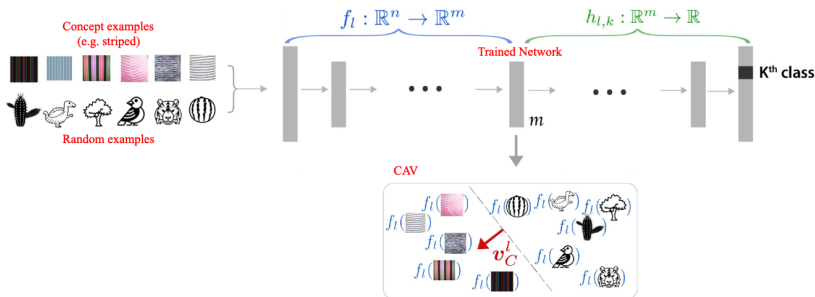 Concept examples
(e.g. striped)
Random examples
f_l : ℝ^n → ℝ^m
h_{l,k} : ℝ^m → ℝ
Trained Network
K^th class
m
CAV
f_l( )
f_l( )
f_l( )
f_l( )
f_l( )
f_l( )
f_l( )
f_l( )
f_l( )
f_l( )
f_l( )
v_C^l